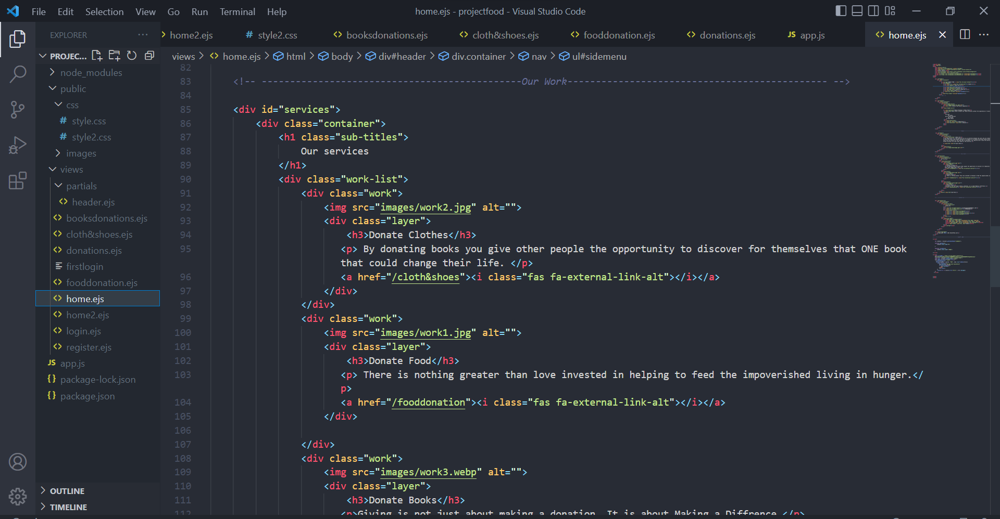 File Edit Selection View Go Run Terminal Help
home.ejs - projectfood - Visual Studio Code
EXPLORER
home2.ejs
# style2.css
booksdonations.ejs
cloth&shoes.ejs
fooddonation.ejs
donations.ejs
JS app.js
home.ejs
PROJEC...
views > home.ejs > html > body > div#header > div.container > nav > ul#sidemenu
node_modules
public
css
# style.css
# style2.css
images
views
partials
header.ejs
booksdonations.ejs
cloth&shoes.ejs
donations.ejs
firstlogin
fooddonation.ejs
home.ejs
home2.ejs
login.ejs
register.ejs
JS app.js
{} package-lock.json
{} package.json
OUTLINE
TIMELINE
82
83 <!-- ----------------------------------------------Our Work---------------------------------------------- -->
84
85 <div id="services">
86 <div class="container">
87 <h1 class="sub-titles">
88 Our services
89 </h1>
90 <div class="work-list">
91 <div class="work">
92 <img src="images/work2.jpg" alt="">
93 <div class="layer">
94 <h3>Donate Clothes</h3>
95 <p> By donating books you give other people the opportunity to discover for themselves that ONE book
that could change their life. </p>
96 <a href="/cloth&shoes"><i class="fas fa-external-link-alt"></i></a>
97 </div>
98 </div>
99 <div class="work">
100 <img src="images/work1.jpg" alt="">
101 <div class="layer">
102 <h3>Donate Food</h3>
103 <p> There is nothing greater than love invested in helping to feed the impoverished living in hunger.</
p>
104 <a href="/fooddonation"><i class="fas fa-external-link-alt"></i></a>
105 </div>
106
107 </div>
108 <div class="work">
109 <img src="images/work3.webp" alt="">
110 <div class="layer">
111 <h3>Donate Books</h3>
112 <p>Giving is not just about making a donation. It is about Making a Diffrence.</p>